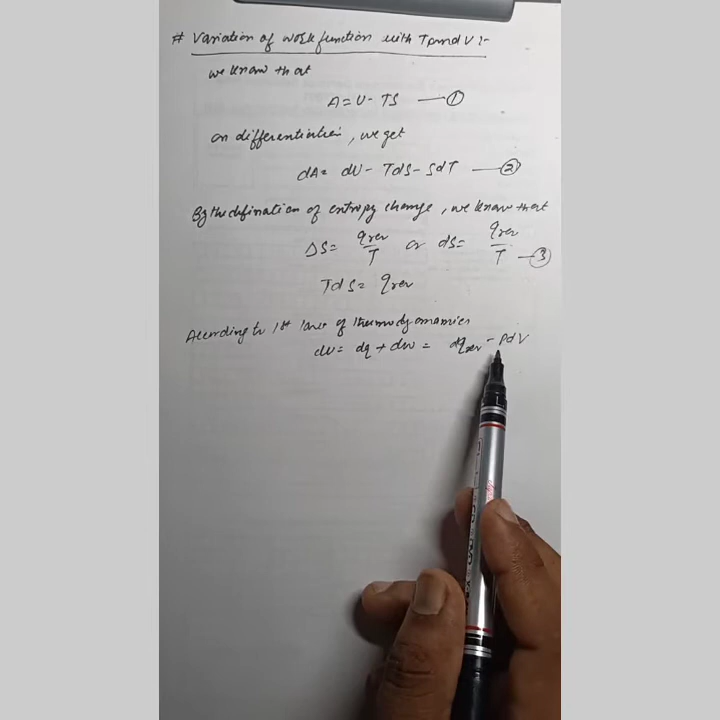 # Variation of work function with T and V :-
we know that
A = U - TS —①
on differentiation, we get
dA = dU - TdS - SdT —②
By the defination of entropy change, we know that
ΔS = qrev/T or dS = qrev/T —③
TdS = qrev
According to 1st law of thermodynamics
dU = dq + dw = dqrev - PdV